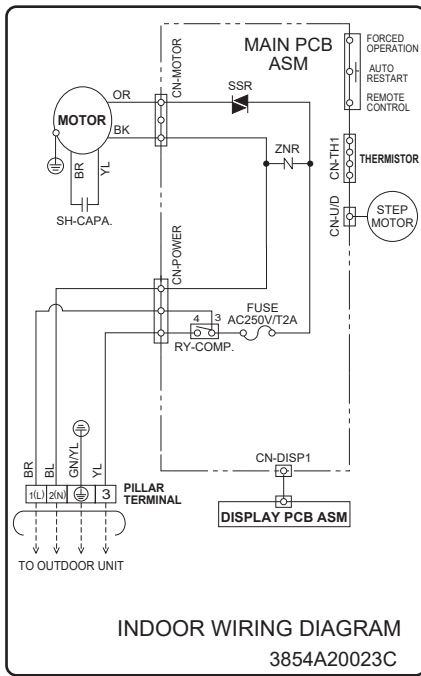 MAIN PCB
ASM
FORCED
OPERATION
AUTO
RESTART
REMOTE
CONTROL
CN-MOTOR
OR
MOTOR
BK
SSR
ZNR
CN-TH1
THERMISTOR
BR
YL
SH-CAPA.
CN-U/D
STEP
MOTOR
CN-POWER
FUSE
AC250V/T2A
4 3
RY-COMP.
BR
BL
GN/YL
YL
1(L) 2(N) 3
PILLAR
TERMINAL
CN-DISP1
DISPLAY PCB ASM
TO OUTDOOR UNIT
INDOOR WIRING DIAGRAM
3854A20023C